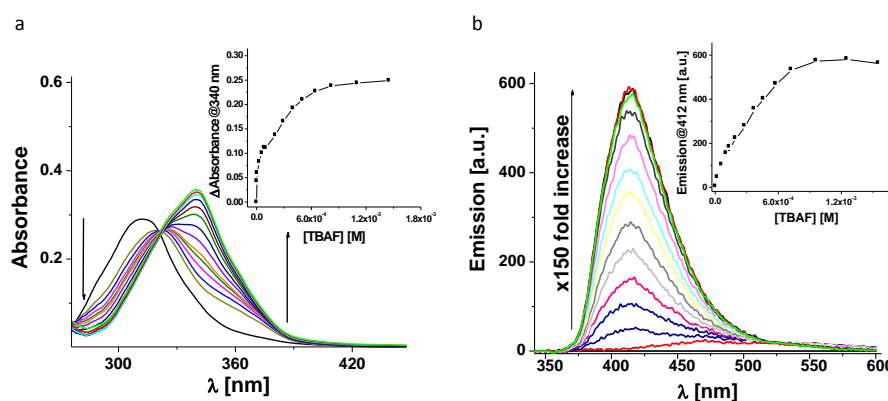 a
0.6
0.4
0.2
Absorbance
300
360
420
λ [nm]
0.30
0.25
0.20
0.15
0.10
0.05
0.00
ΔAbsorbance@340 nm
0.0
6.0x10⁻⁴
1.2x10⁻³
1.8x10⁻³
[TBAF] [M]
b
600
500
400
300
200
100
0
Emission [a.u.]
x150 fold increase
350
400
450
500
550
600
λ [nm]
600
400
200
0
Emission@412 nm [a.u.]
0.0
6.0x10⁻⁴
1.2x10⁻³
[TBAF] [M]